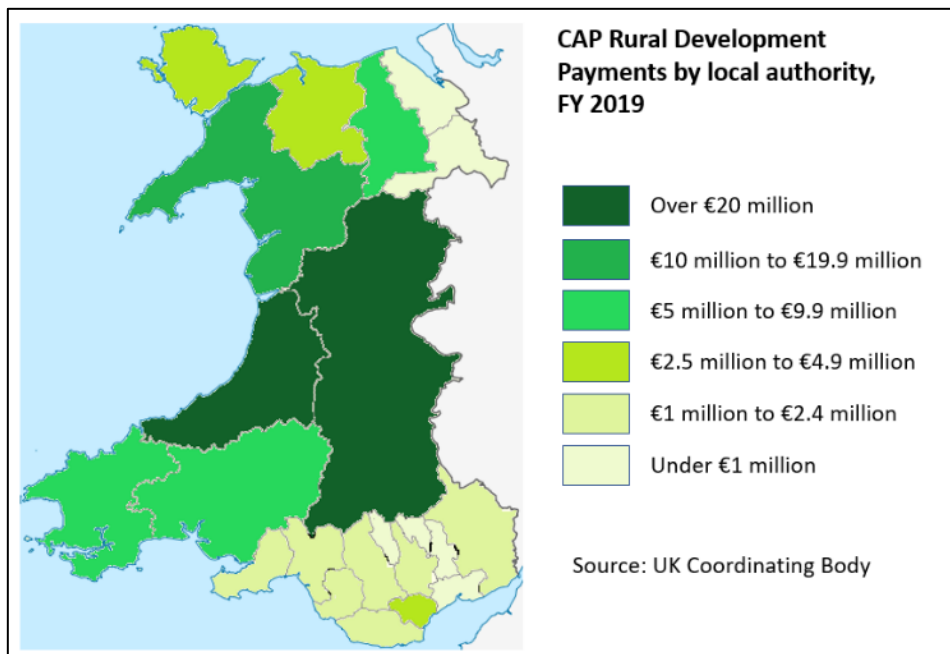 CAP Rural Development
Payments by local authority,
FY 2019
Over €20 million
€10 million to €19.9 million
€5 million to €9.9 million
€2.5 million to €4.9 million
€1 million to €2.4 million
Under €1 million
Source: UK Coordinating Body